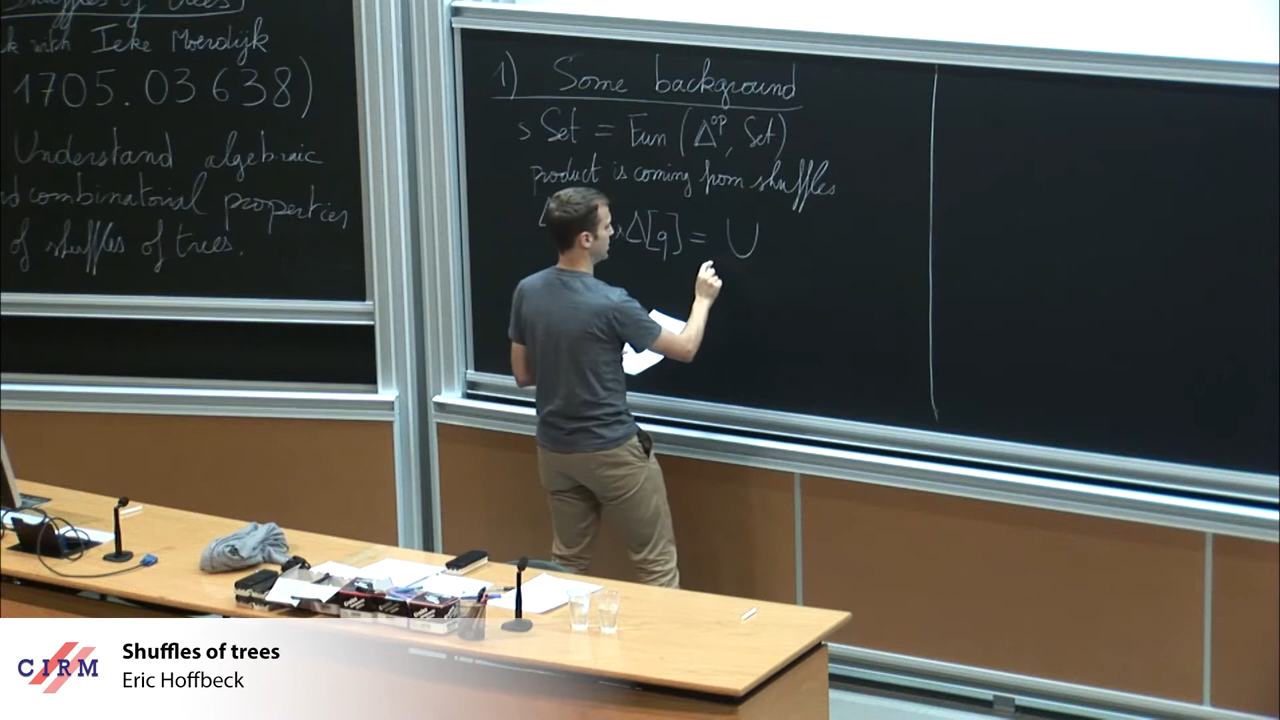 Shuffles of trees
with Ieke Moerdijk
1705.03638)
Understand algebraic
combinatorial properties
of shuffles of trees.
1) Some background
sSet = Fun (Δ^op, Set)
product is coming from shuffles
Δ[q] = ∪
CIRM
Shuffles of trees
Eric Hoffbeck